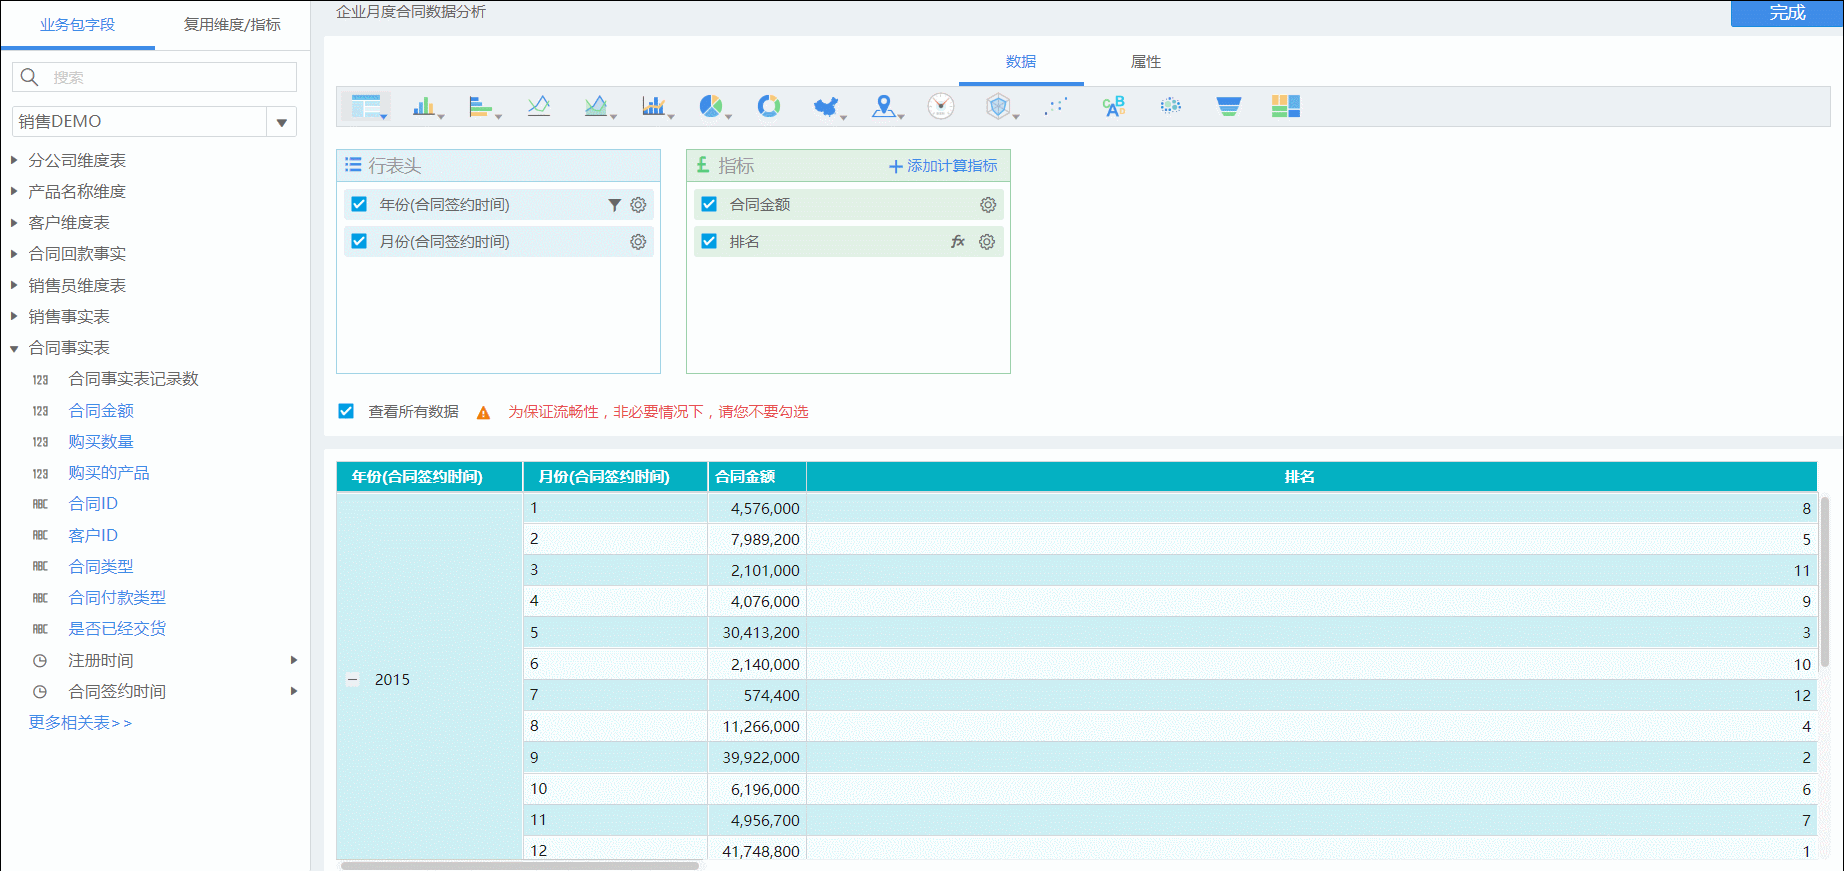 业务包字段 复用维度/指标
搜索
销售DEMO
分公司维度表
产品名称维度
客户维度表
合同回款事实
销售员维度表
销售事实表
合同事实表
123 合同事实表记录数
123 合同金额
123 购买数量
123 购买的产品
ABC 合同ID
ABC 客户ID
ABC 合同类型
ABC 合同付款类型
ABC 是否已经交货
注册时间
合同签约时间
更多相关表>>
企业月度合同数据分析 完成
数据 属性
行表头
年份(合同签约时间)
月份(合同签约时间)
指标 添加计算指标
合同金额
排名 fx
查看所有数据 为保证流畅性，非必要情况下，请您不要勾选
年份(合同签约时间) 月份(合同签约时间) 合同金额 排名
1 4,576,000 8
2 7,989,200 5
3 2,101,000 11
4 4,076,000 9
5 30,413,200 3
6 2,140,000 10
2015
7 574,400 12
8 11,266,000 4
9 39,922,000 2
10 6,196,000 6
11 4,956,700 7
12 41,748,800 1